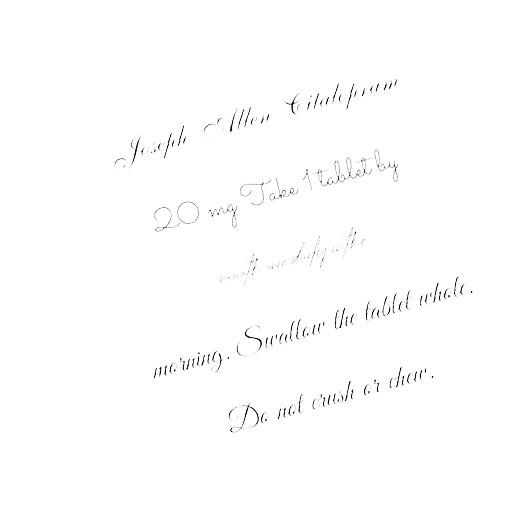 Joseph Allen Citalopram
20 mg Take 1 tablet by
mouth once daily in the
morning. Swallow the tablet whole.
Do not crush or chew.